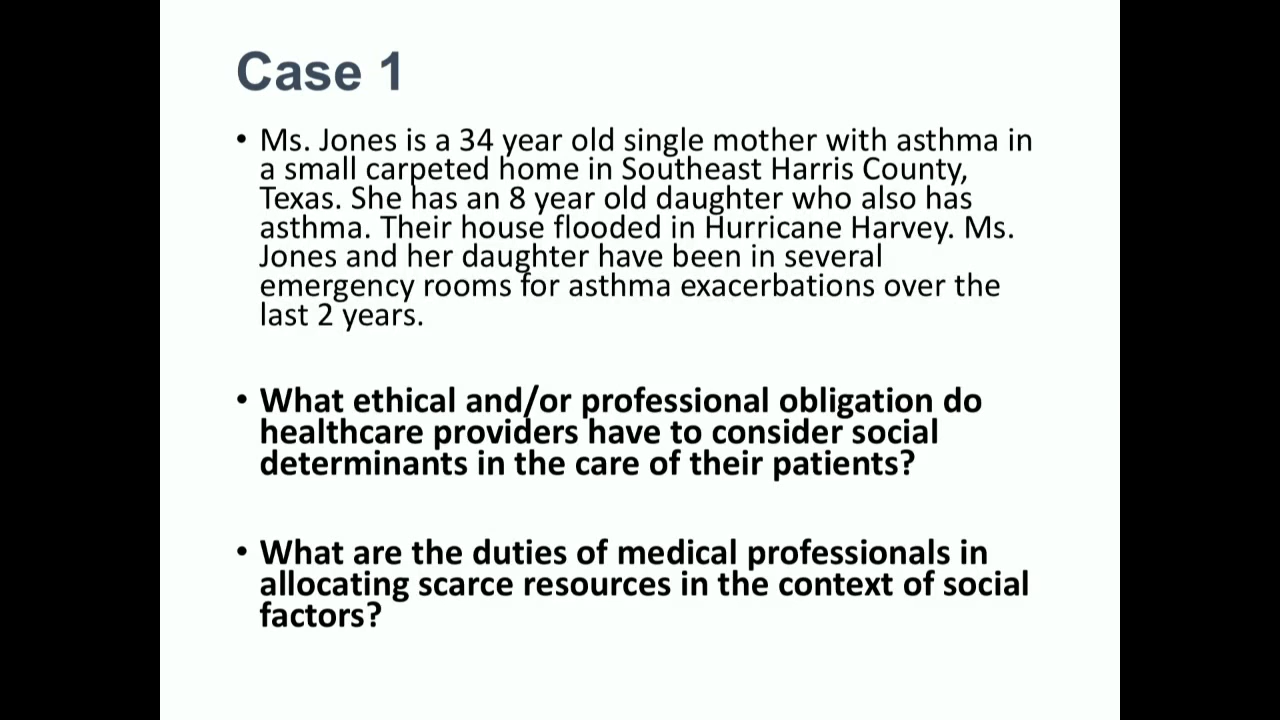 Case 1
• Ms. Jones is a 34 year old single mother with asthma in
a small carpeted home in Southeast Harris County,
Texas. She has an 8 year old daughter who also has
asthma. Their house flooded in Hurricane Harvey. Ms.
Jones and her daughter have been in several
emergency rooms for asthma exacerbations over the
last 2 years.
• What ethical and/or professional obligation do
healthcare providers have to consider social
determinants in the care of their patients?
• What are the duties of medical professionals in
allocating scarce resources in the context of social
factors?